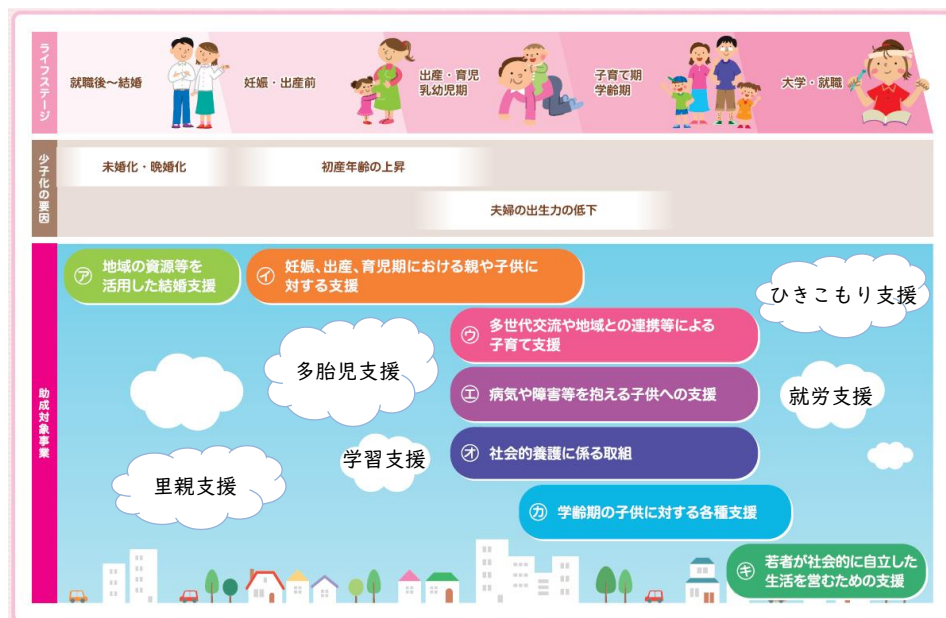 ライフステージ
就職後～結婚
妊娠・出産前
出産・育児
乳幼児期
子育て期
学齢期
大学・就職
少子化の要因
未婚化・晩婚化
初産年齢の上昇
夫婦の出生力の低下
助成対象事業
㋐ 地域の資源等を
活用した結婚支援
㋑ 妊娠、出産、育児期における親や子供に
対する支援
ひきこもり支援
㋒ 多世代交流や地域との連携等による
子育て支援
多胎児支援
㋓ 病気や障害等を抱える子供への支援
就労支援
㋔ 社会的養護に係る取組
学習支援
里親支援
㋕ 学齢期の子供に対する各種支援
㋖ 若者が社会的に自立した
生活を営むための支援